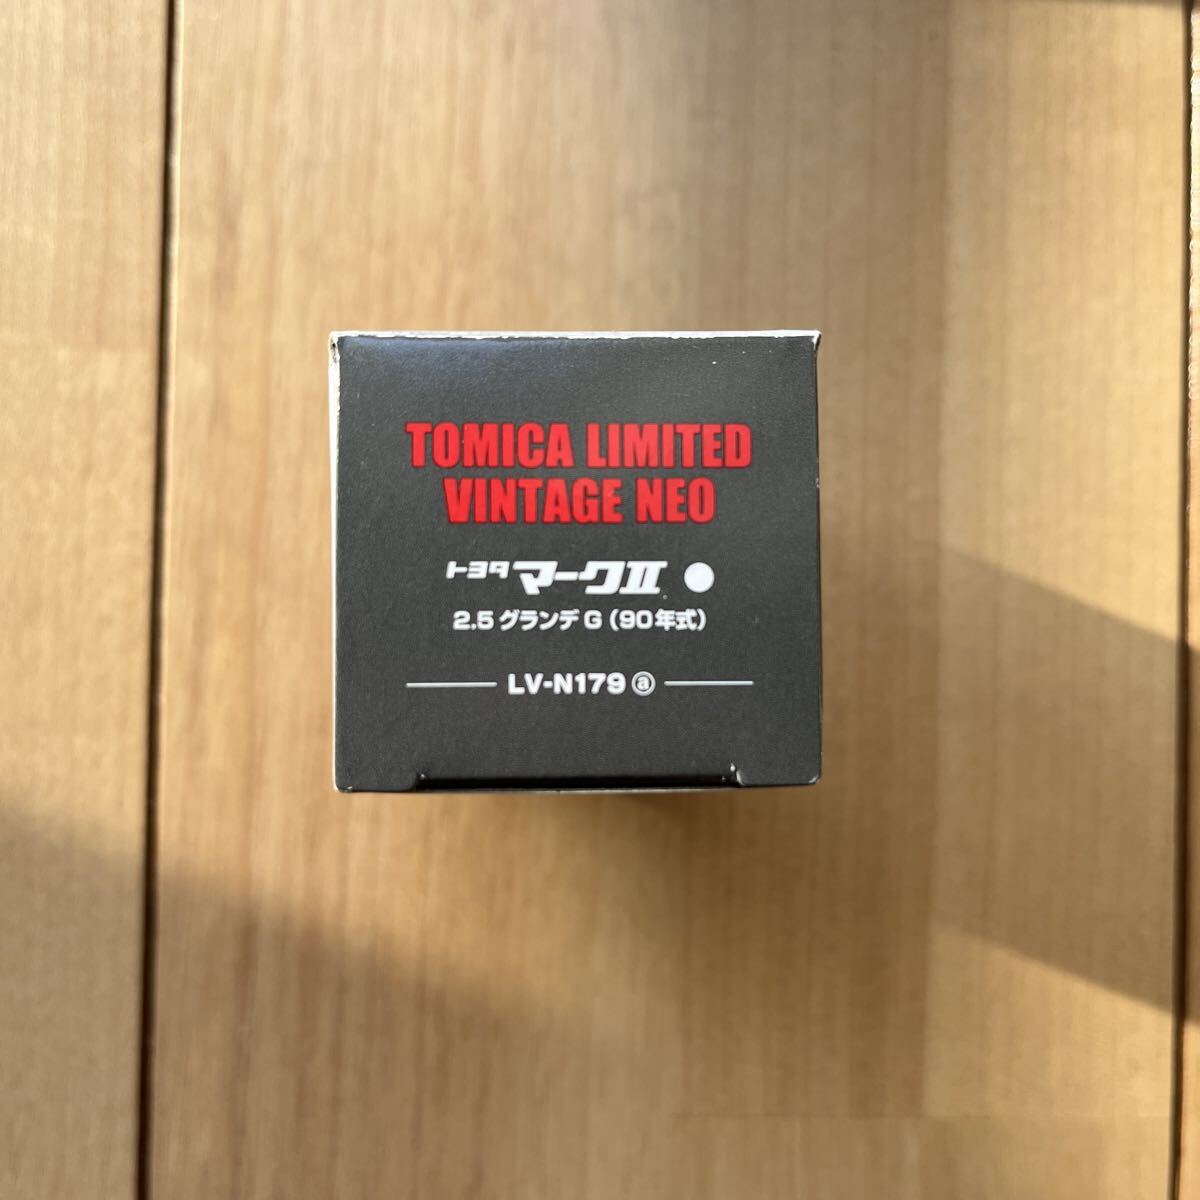 TOMICA LIMITED
VINTAGE NEO
トヨタ マークII
2.5 グランデ G (90年式)
LV-N179 ⓐ